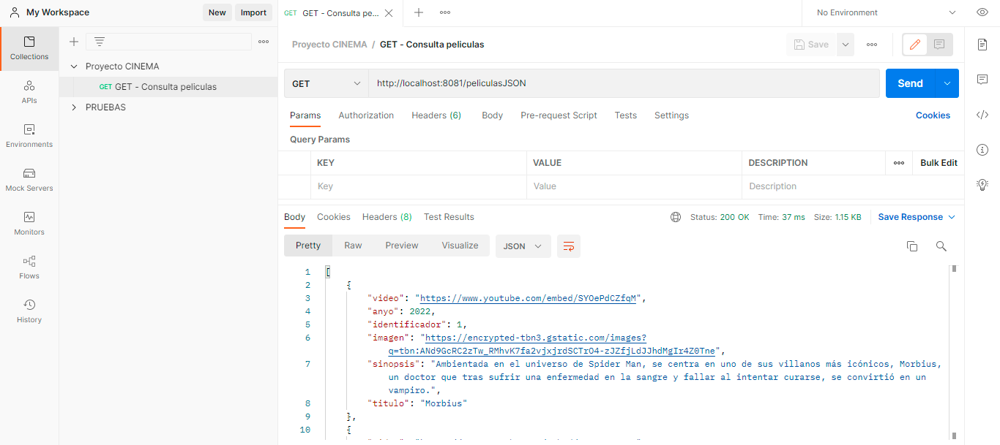 My Workspace
New
Import
GET GET - Consulta pe...
No Environment
Collections
APIs
Environments
Mock Servers
Monitors
Flows
History
Proyecto CINEMA
GET GET - Consulta peliculas
PRUEBAS
Proyecto CINEMA / GET - Consulta peliculas
Save
GET
http://localhost:8081/peliculasJSON
Send
Params Authorization Headers (6) Body Pre-request Script Tests Settings Cookies
Query Params
KEY VALUE DESCRIPTION Bulk Edit
Key Value Description
Body Cookies Headers (8) Test Results Status: 200 OK Time: 37 ms Size: 1.15 KB Save Response
Pretty Raw Preview Visualize JSON
1 [
2 {
3 "video": "https://www.youtube.com/embed/SYOePdCZfqM",
4 "anyo": 2022,
5 "identificador": 1,
6 "imagen": "https://encrypted-tbn3.gstatic.com/images?
q=tbn:ANd9GcRC2zTw_RMhvK7fa2vjxjrdSCTrO4-zJZfjLdJJhdMgIr4Z0Tne",
7 "sinopsis": "Ambientada en el universo de Spider Man, se centra en uno de sus villanos más icónicos, Morbius,
un doctor que tras sufrir una enfermedad en la sangre y fallar al intentar curarse, se convirtió en un
vampiro.",
8 "titulo": "Morbius"
9 },
10 {